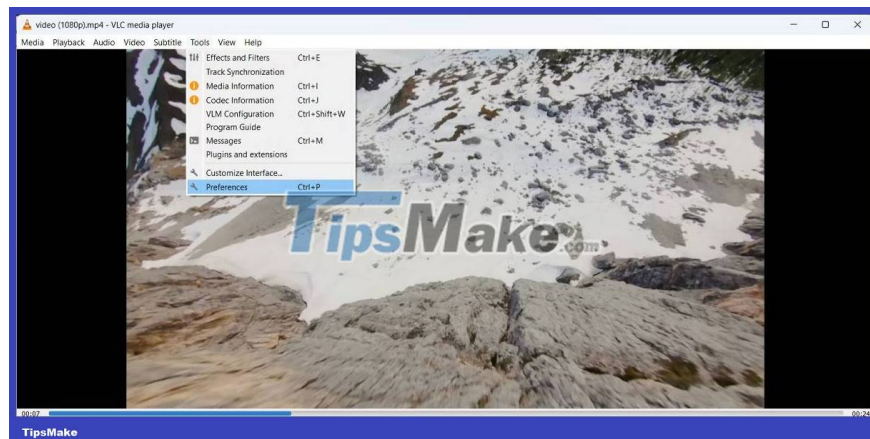 video (1080p).mp4 - VLC media player
Media Playback Audio Video Subtitle Tools View Help
Effects and Filters Ctrl+E
Track Synchronization
Media Information Ctrl+I
Codec Information Ctrl+J
VLM Configuration Ctrl+Shift+W
Program Guide
Messages Ctrl+M
Plugins and extensions
Customize Interface...
Preferences Ctrl+P
TipsMake.com
00:07 00:24
TipsMake